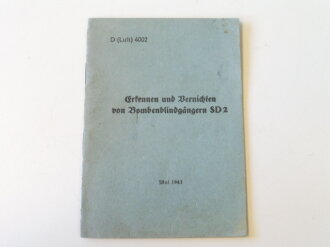 D (Luft) 4002
Erkennen und Vernichten
von Bombenblindgängern SD 2
Mai 1943